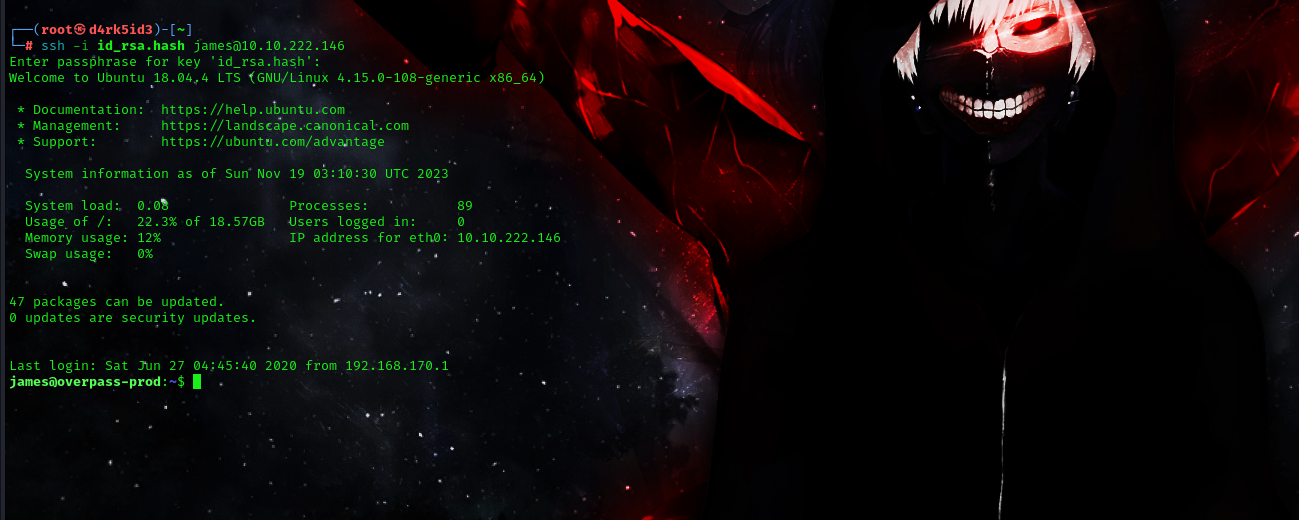 ┌──(root㉿d4rk5id3)-[~]
└─# ssh -i id_rsa.hash james@10.10.222.146
Enter passphrase for key 'id_rsa.hash':
Welcome to Ubuntu 18.04.4 LTS (GNU/Linux 4.15.0-108-generic x86_64)
* Documentation:  https://help.ubuntu.com
* Management:     https://landscape.canonical.com
* Support:        https://ubuntu.com/advantage
System information as of Sun Nov 19 03:10:30 UTC 2023
System load:  0.08               Processes:           89
Usage of /:   22.3% of 18.57GB   Users logged in:     0
Memory usage: 12%                IP address for eth0: 10.10.222.146
Swap usage:   0%
47 packages can be updated.
0 updates are security updates.
Last login: Sat Jun 27 04:45:40 2020 from 192.168.170.1
james@overpass-prod:~$